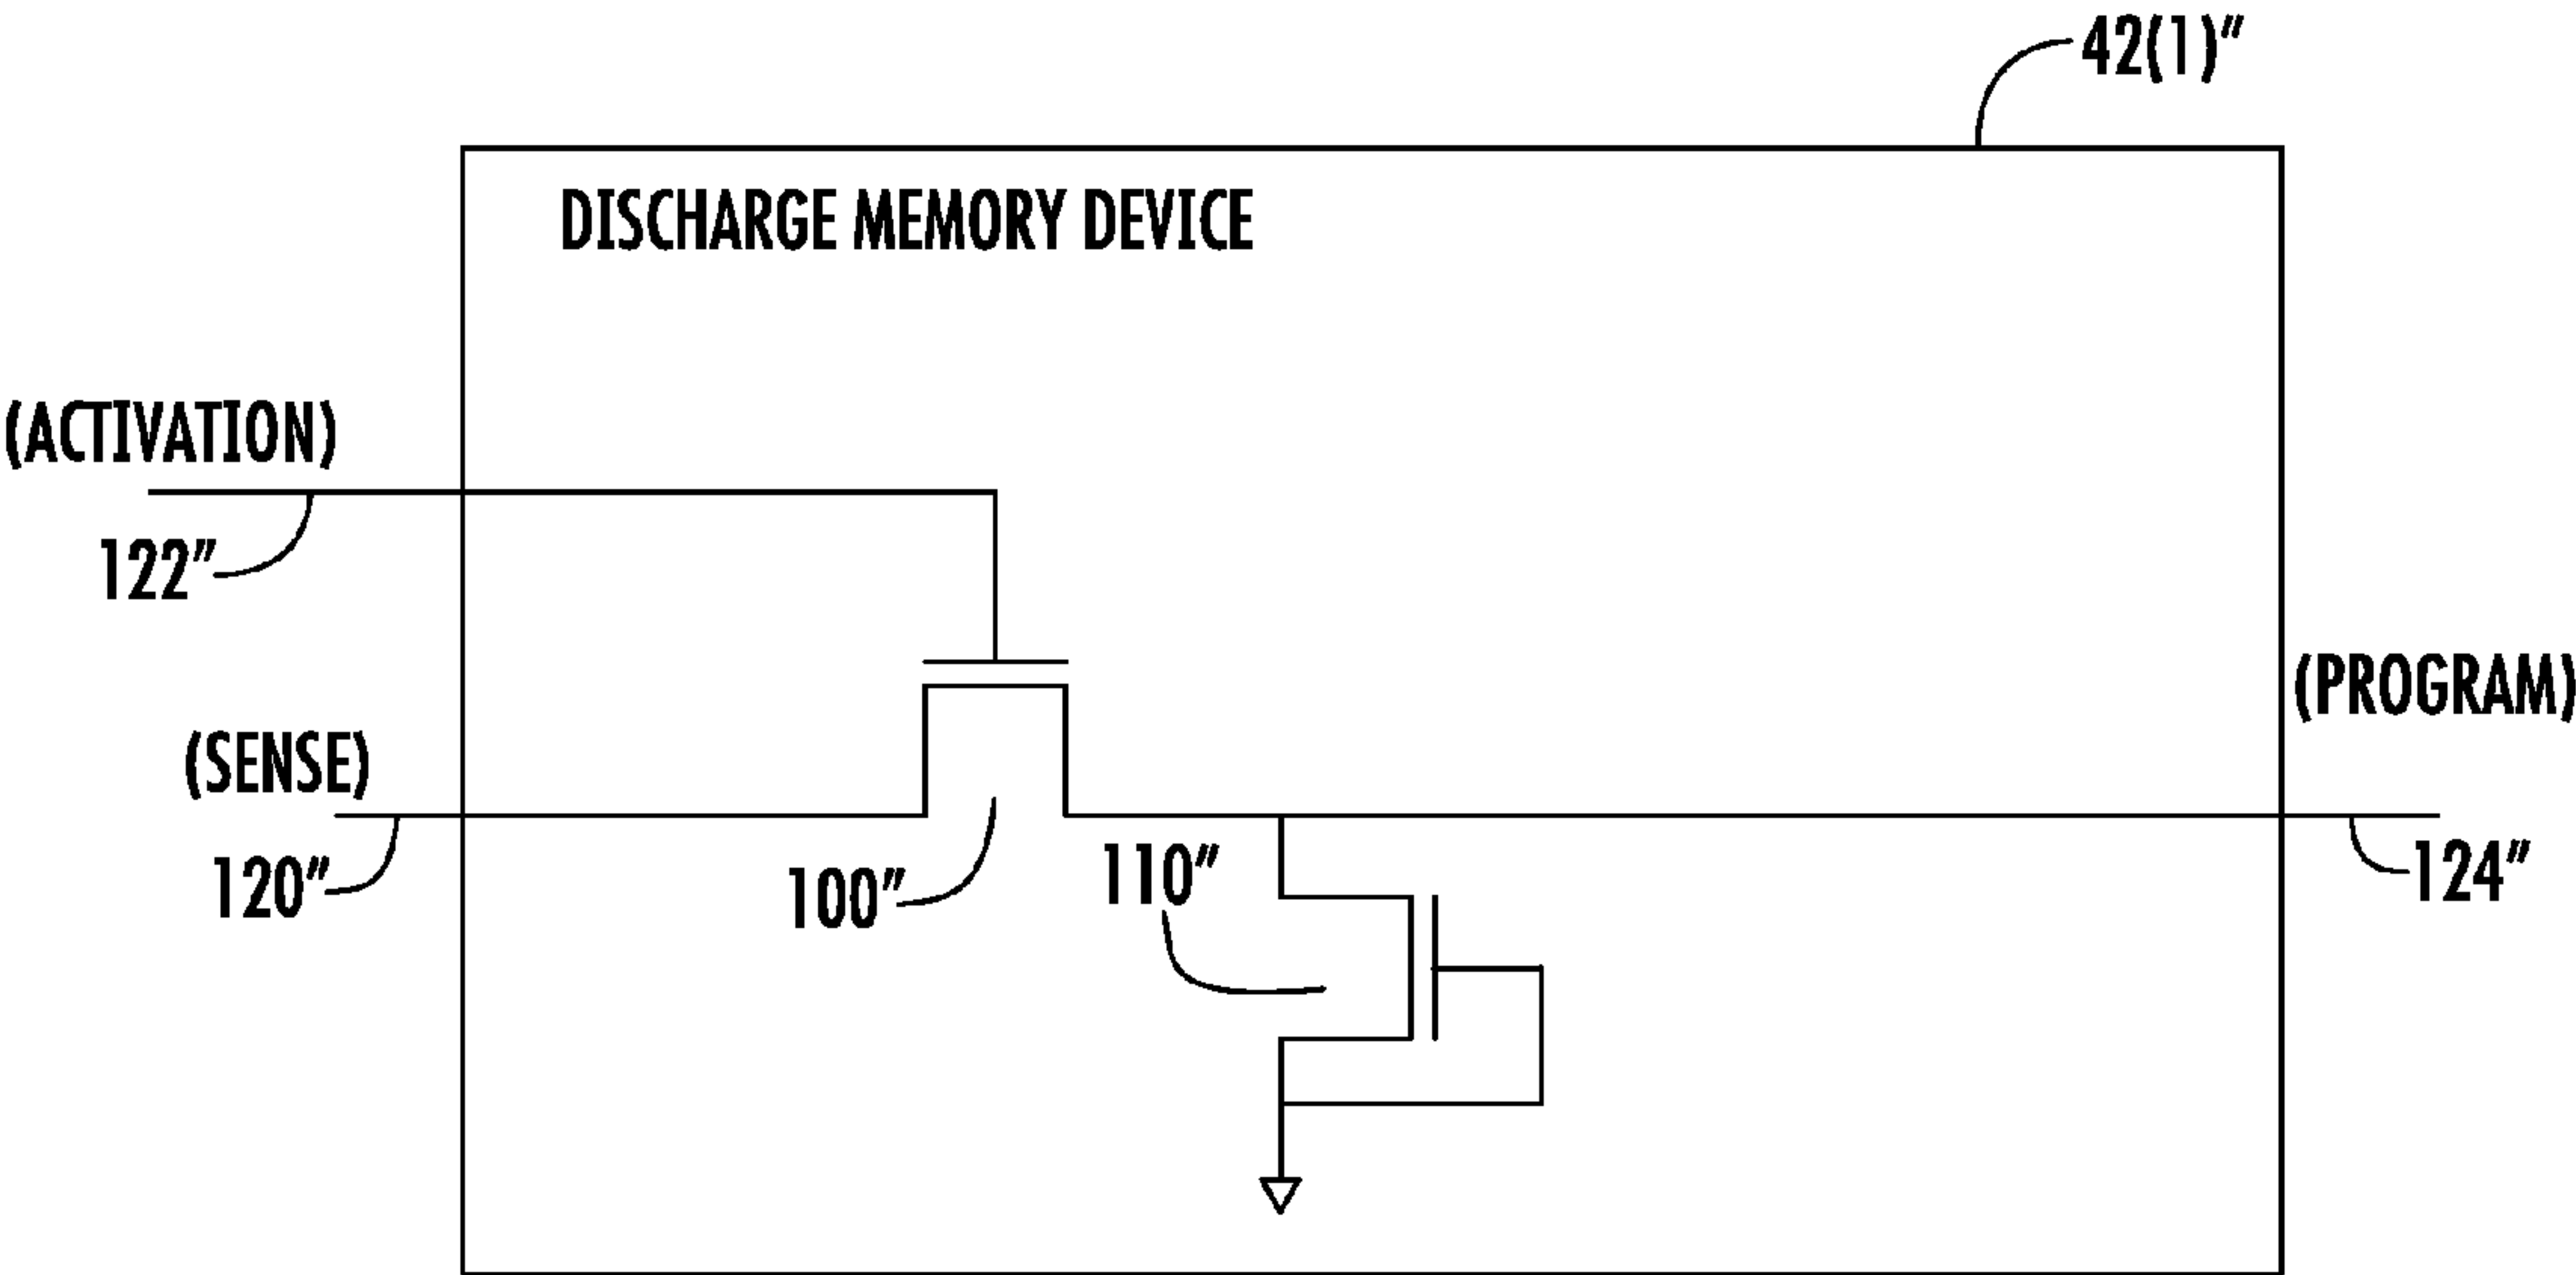 42(1)"
DISCHARGE MEMORY DEVICE
(ACTIVATION)
122"
(PROGRAM)
(SENSE)
120"
100"
110"
124"